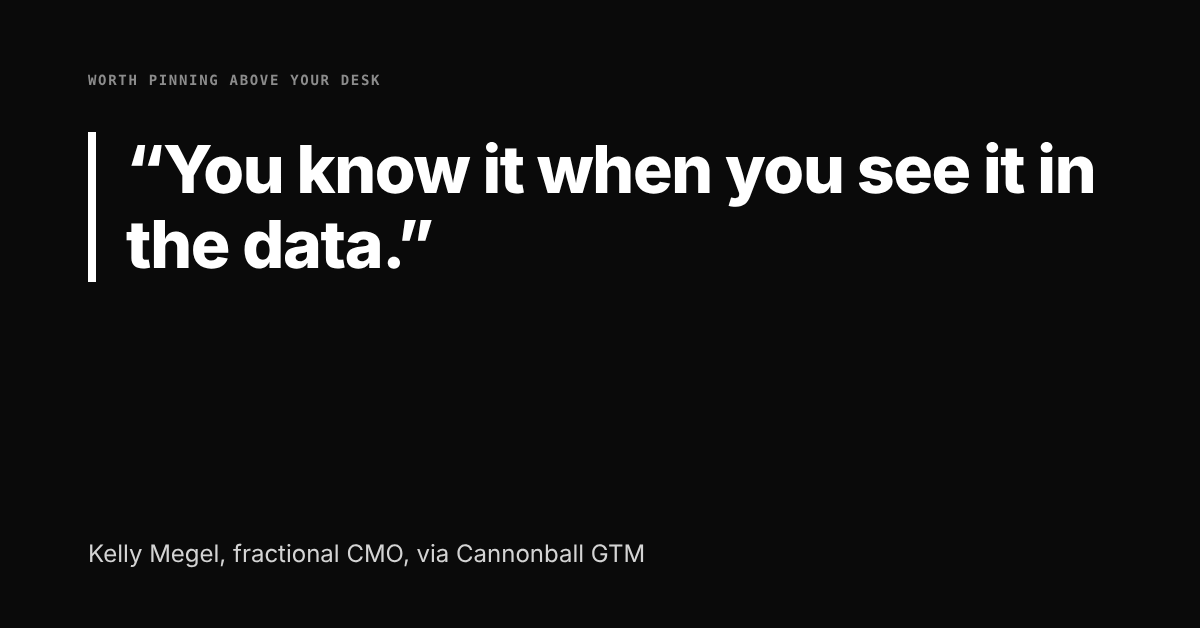 WORTH PINNING ABOVE YOUR DESK
“You know it when you see it in
the data.”
Kelly Megel, fractional CMO, via Cannonball GTM